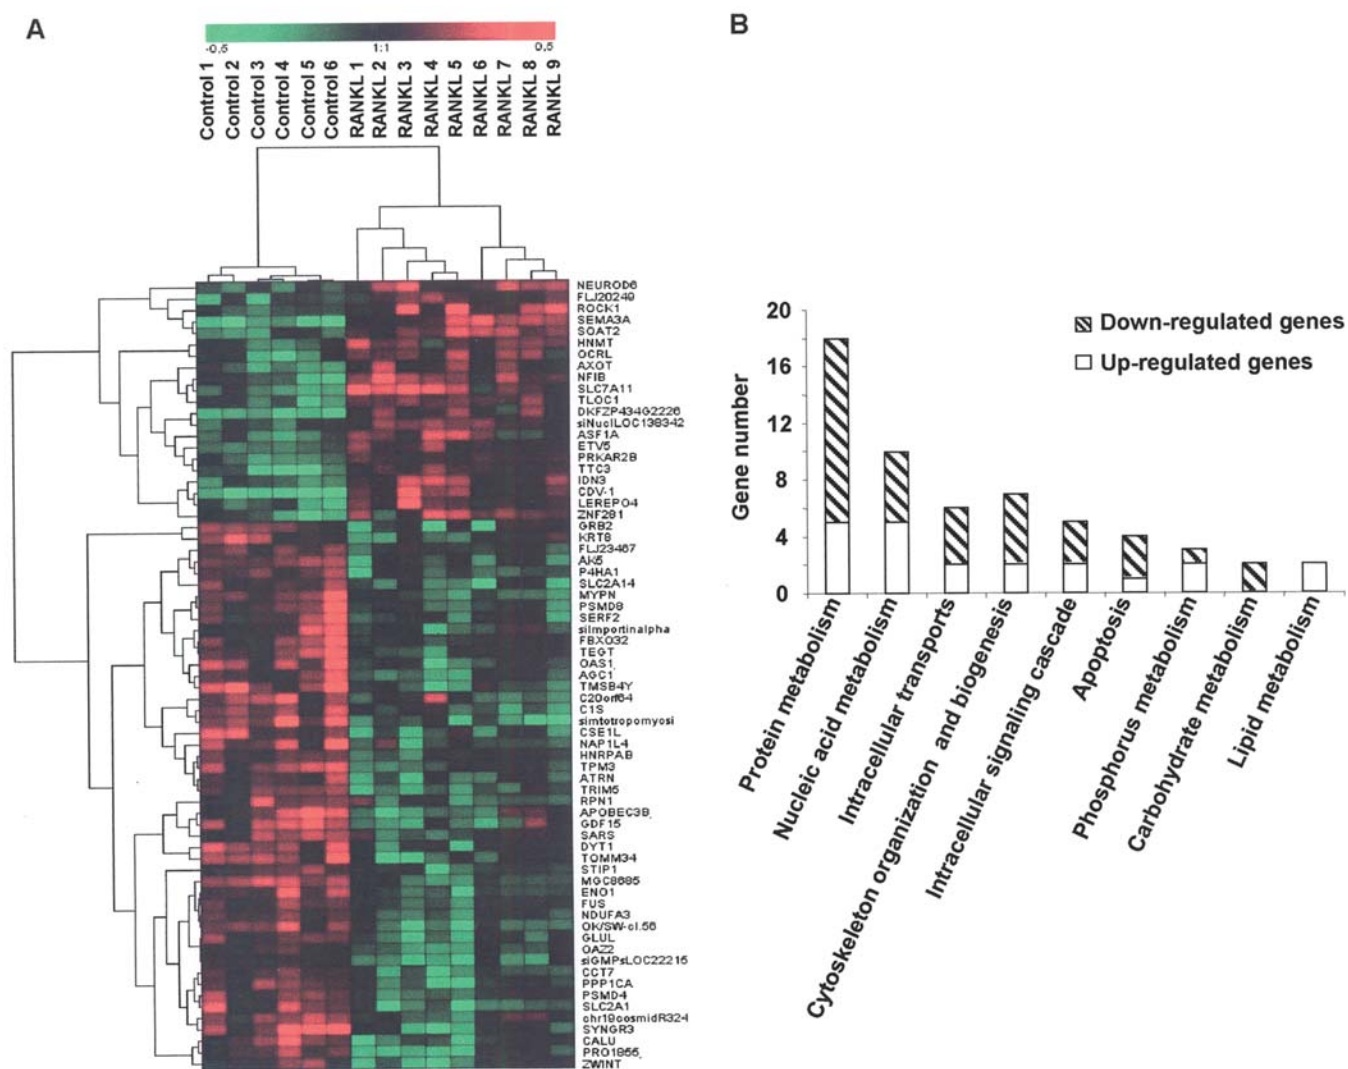 A
-0.5 1:1 0.5
Control 1
Control 2
Control 3
Control 4
Control 5
Control 6
RANKL 1
RANKL 2
RANKL 3
RANKL 4
RANKL 5
RANKL 6
RANKL 7
RANKL 8
RANKL 9
NEUROD6
FLJ20249
ROCK1
SEMA3A
SOAT2
HNMT
OCRL
AXOT
NFIB
SLC7A11
TLOC1
DKFZP434G2226
siNuclLOC138342
ASF1A
ETV5
PRKAR2B
TTC3
IDN3
CDV-1
LEREPO4
ZNF281
GRB2
KRT8
FLJ23467
AK5
P4HA1
SLC2A14
MYPN
PSMD8
SERF2
siImportinalpha
FBXO32
TEGT
OAS1
AGC1
TMSB4Y
C20orf64
C1S
simtotropomyosi
CSE1L
NAP1L4
HNRPAB
TPM3
ATRN
TRIM5
RPN1
APOBEC3B
GDF15
SARS
DYT1
TOMM34
STIP1
MGC8685
ENO1
FUS
NDUFA3
OK/SW-cl.56
GLUL
OAZ2
siGMPsLOC22215
CCT7
PPP1CA
PSMD4
SLC2A1
chr19cosmidR324
SYNGR3
CALU
PRO1855
ZWINT
B
Down-regulated genes
Up-regulated genes
Gene number
20
16
12
8
4
0
Protein metabolism
Nucleic acid metabolism
Intracellular transports
Cytoskeleton organization and biogenesis
Intracellular signaling cascade
Apoptosis
Phosphorus metabolism
Carbohydrate metabolism
Lipid metabolism